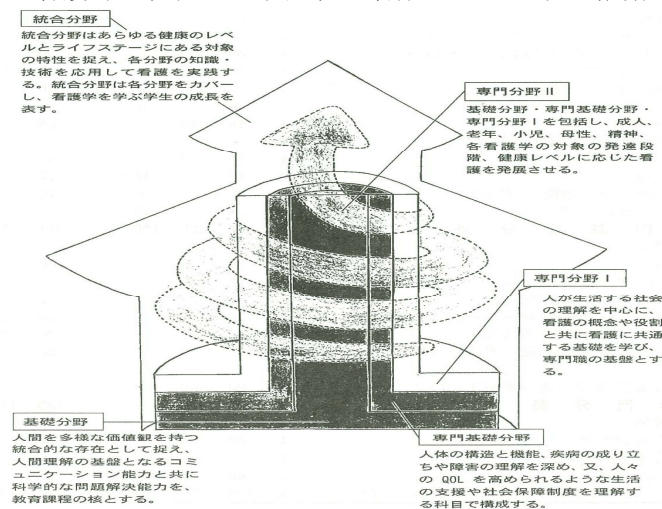 統合分野
統合分野はあらゆる健康のレベ
ルとライフステージにある対象
の特性を捉え、各分野の知識・
技術を応用して看護を実践す
る。統合分野は各分野をカバー
し、看護学を学ぶ学生の成長を
表す。
専門分野Ⅱ
基礎分野・専門基礎分野・
専門分野Ⅰを包括し、成人、
老年、小児、母性、精神、
各看護学の対象の発達段
階、健康レベルに応じた看
護を発展させる。
専門分野Ⅰ
人が生活する社会
の理解を中心に、
看護の概念や役割
と共に看護に共通
する基礎を学び、
専門職の基盤とす
る。
基礎分野
人間を多様な価値観を持つ
統合的な存在として捉え、
人間理解の基盤となるコミ
ュニケーション能力と共に
科学的な問題解決能力を、
教育課程の核とする。
専門基礎分野
人体の構造と機能、疾病の成り立
ちや障害の理解を深め、又、人々
の QOL を高められるような生活
の支援や社会保障制度を理解す
る科目で構成する。